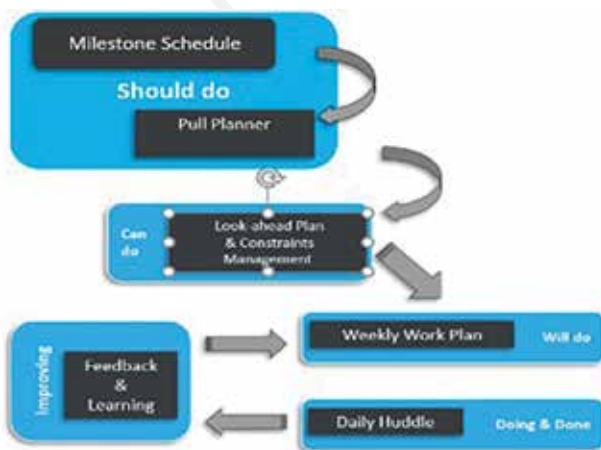 Milestone Schedule
Should do
Pull Planner
Can
do
Look-ahead Plan
& Constraints
Management
Weekly Work Plan
Will do
Improving
Feedback
&
Learning
Daily Huddle
Doing & Done